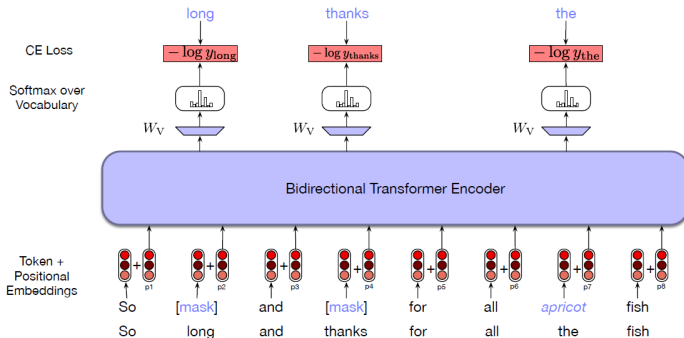 long thanks the
CE Loss − log y_long − log y_thanks − log y_the
Softmax over
Vocabulary
W_V W_V W_V
Bidirectional Transformer Encoder
Token +
Positional
Embeddings
+ + + + + + + +
p1 p2 p3 p4 p5 p6 p7 p8
So [mask] and [mask] for all apricot fish
So long and thanks for all the fish